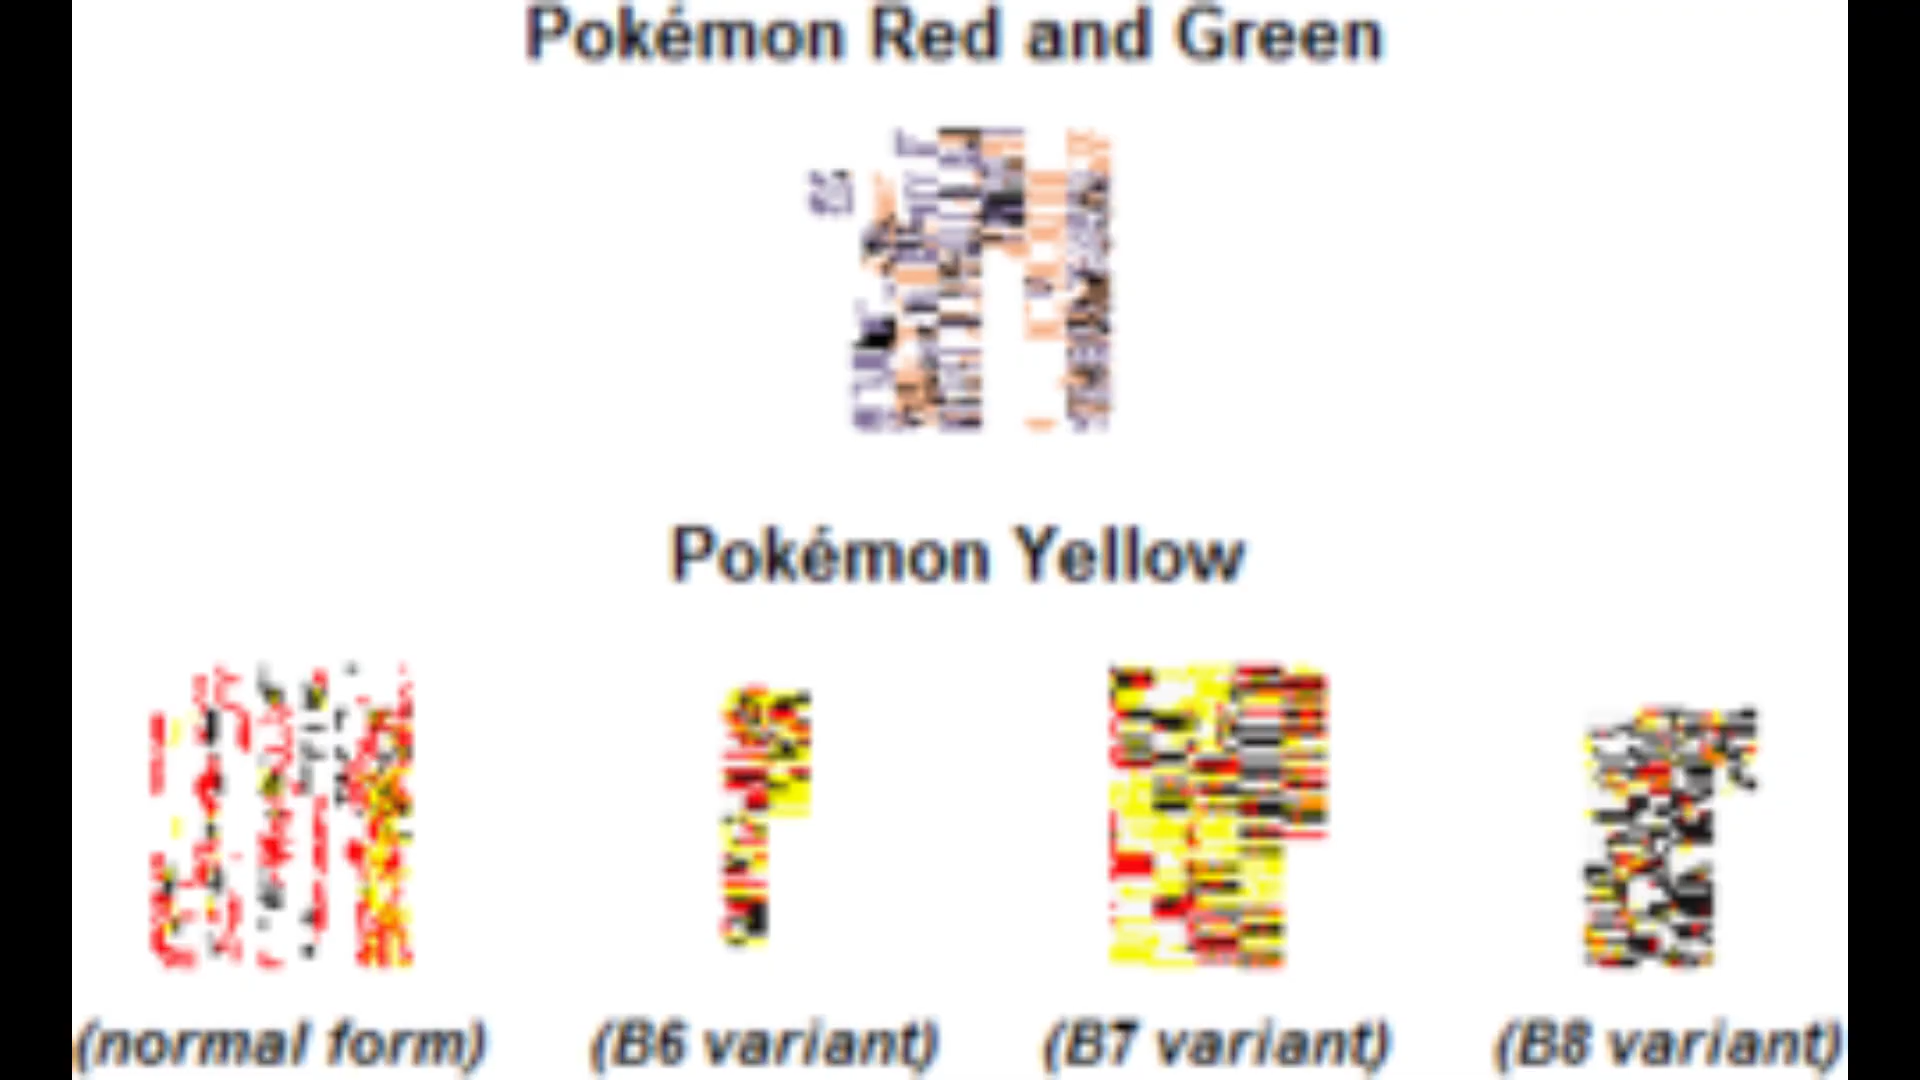 Pokémon Red and Green
Pokémon Yellow
(normal form) (B6 variant) (B7 variant) (B8 variant)